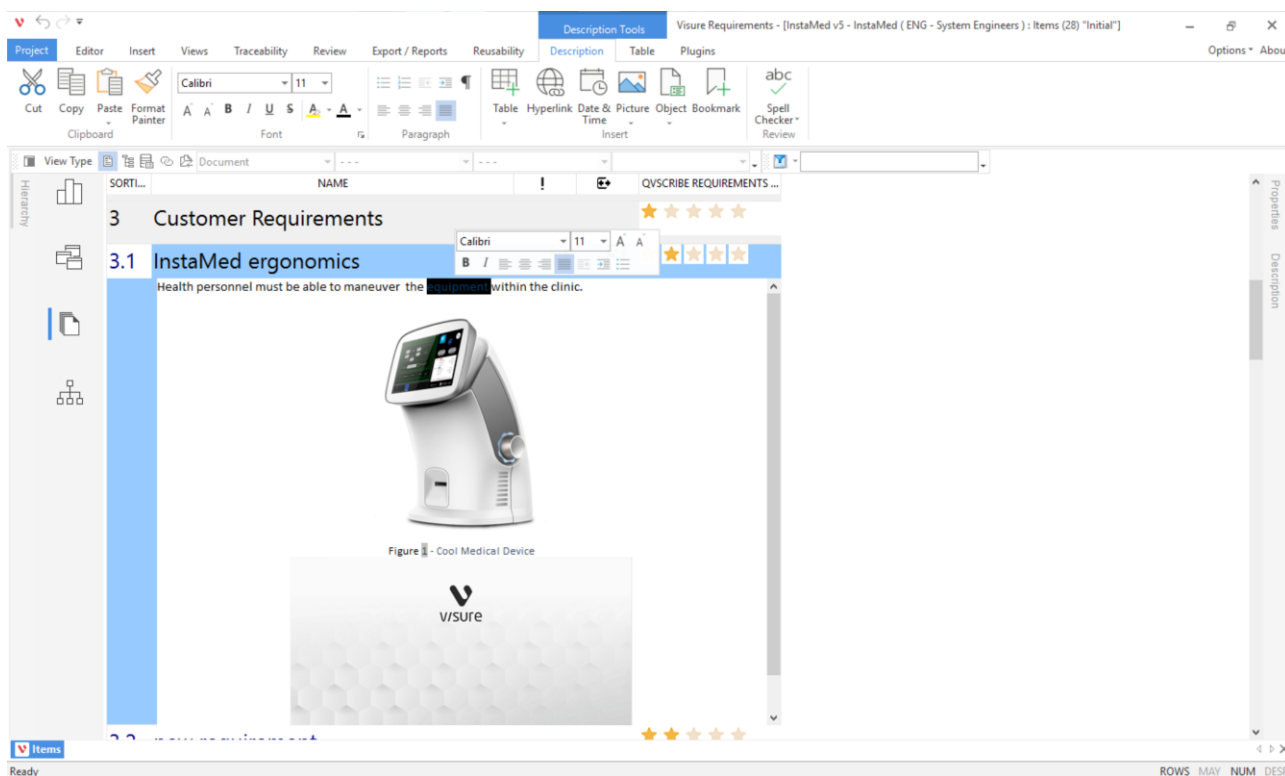 Description Tools
Visure Requirements - [InstaMed v5 - InstaMed ( ENG - System Engineers ) : Items (28) "Initial"]
Project Editor Insert Views Traceability Review Export / Reports Reusability Description Table Plugins Options Abou
Calibri 11
abc
Cut Copy Paste Format Painter Table Hyperlink Date & Time Picture Object Bookmark Spell Checker
Clipboard Font Paragraph Insert Review
View Type Document - - - - - -
Hierarchy
SORTI... NAME ! QVSCRIBE REQUIREMENTS ...
Properties
Description
3 Customer Requirements
Calibri 11
B I
3.1 InstaMed ergonomics
Health personnel must be able to maneuver the equipment within the clinic.
Figure 1 - Cool Medical Device
visure
Items
Ready ROWS MAY NUM DES